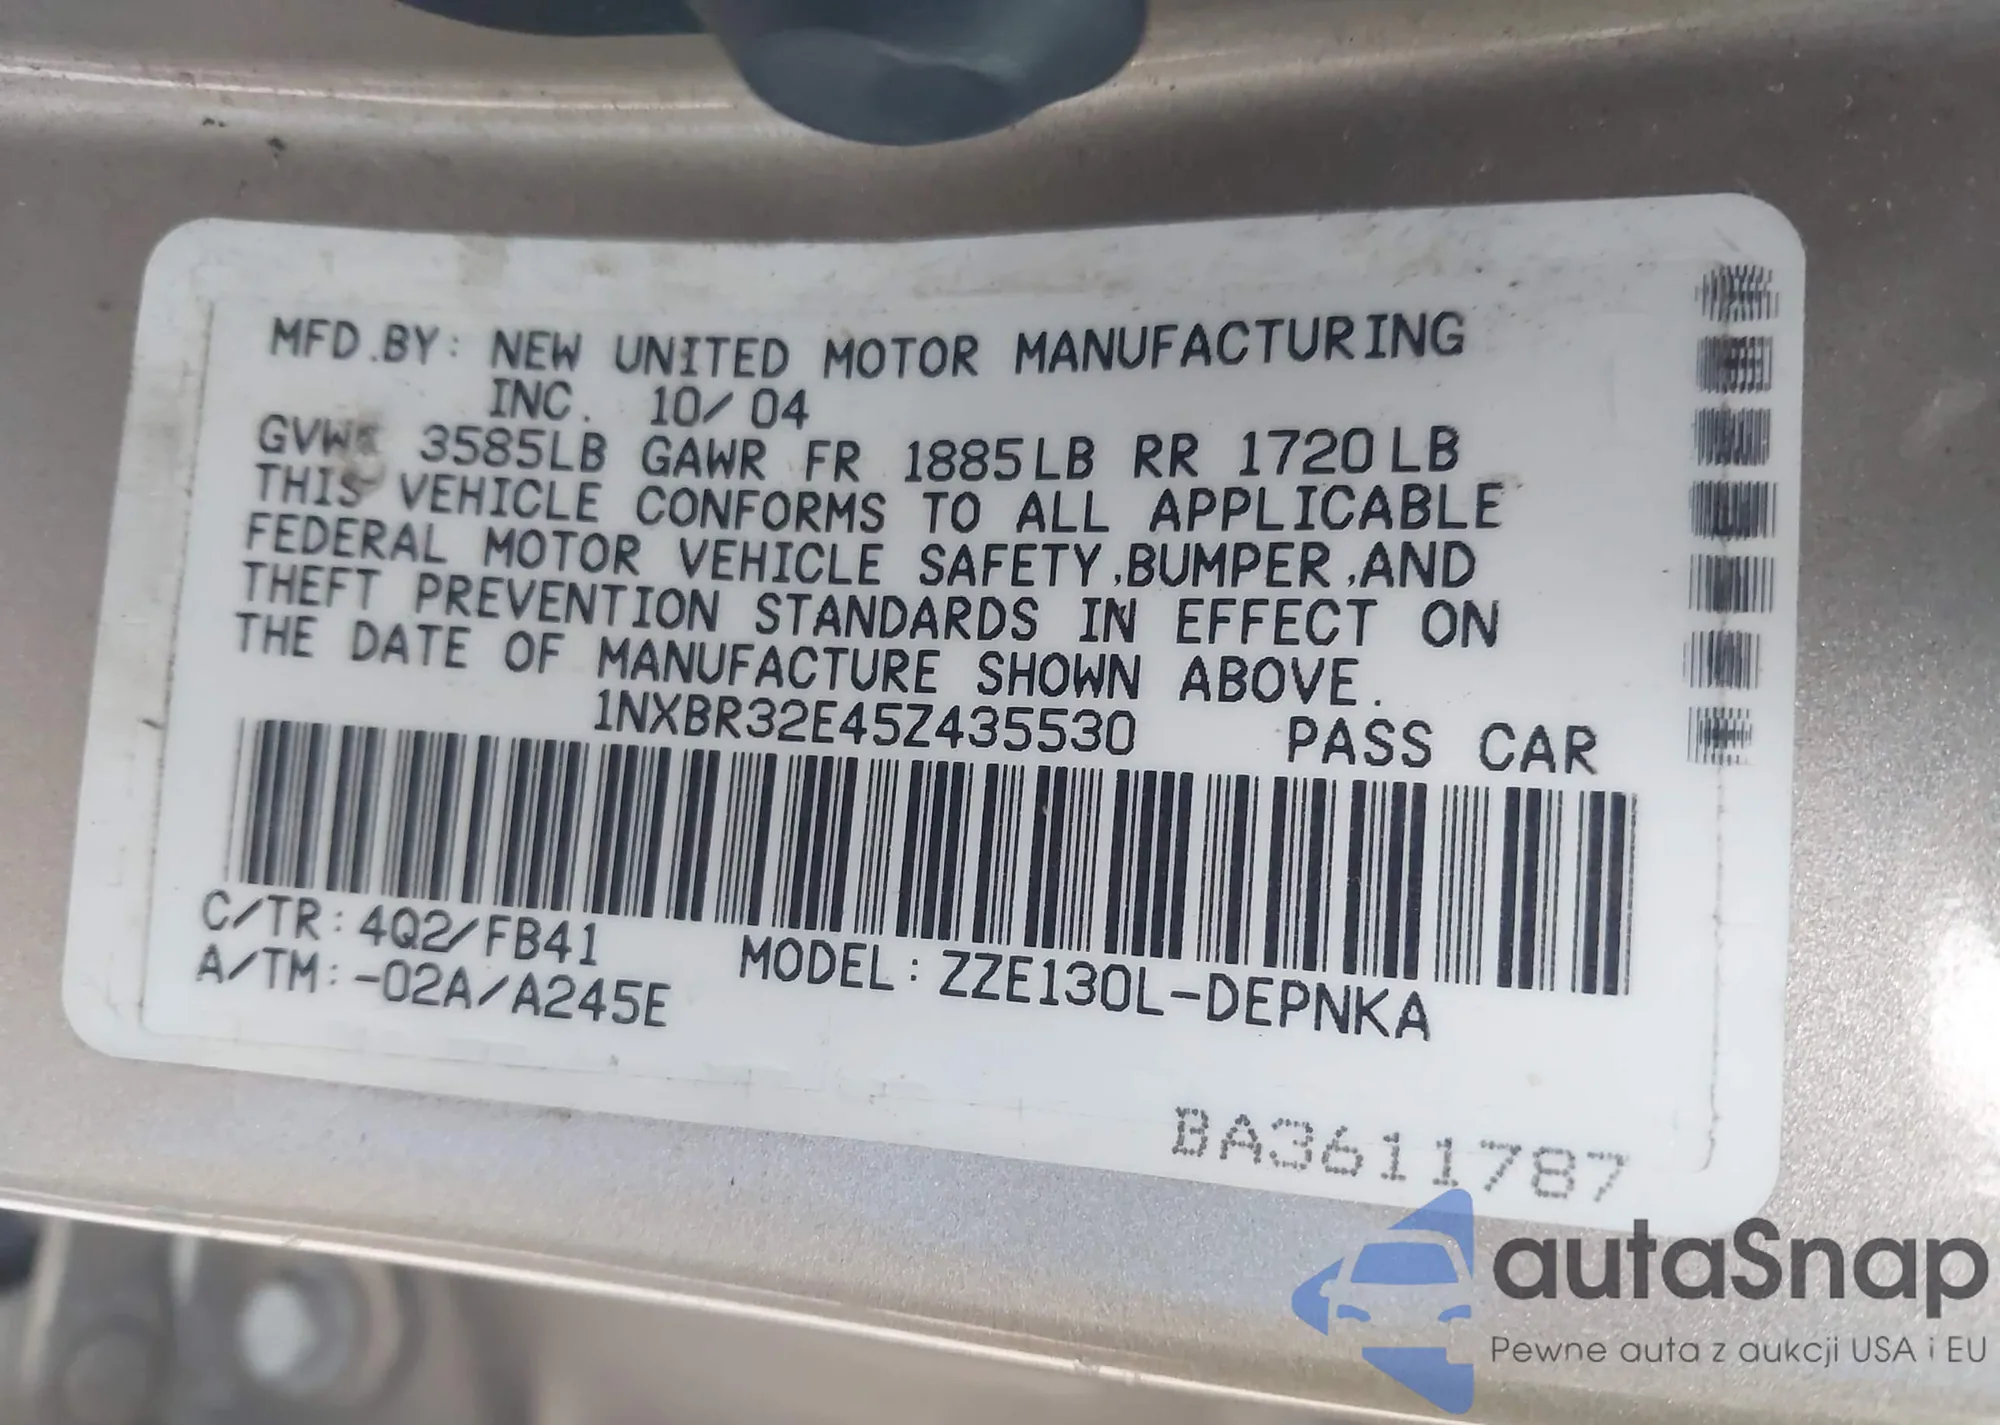 MFD.BY: NEW UNITED MOTOR MANUFACTURING
INC. 10/04
GVWR 3585LB GAWR FR 1885LB RR 1720LB
THIS VEHICLE CONFORMS TO ALL APPLICABLE
FEDERAL MOTOR VEHICLE SAFETY,BUMPER,AND
THEFT PREVENTION STANDARDS IN EFFECT ON
THE DATE OF MANUFACTURE SHOWN ABOVE.
1NXBR32E45Z435530 PASS CAR
C/TR:4Q2/FB41
A/TM:-02A/A245E
MODEL:ZZE130L-DEPNKA
BA3611787
autaSnap
Pewne auta z aukcji USA i EU